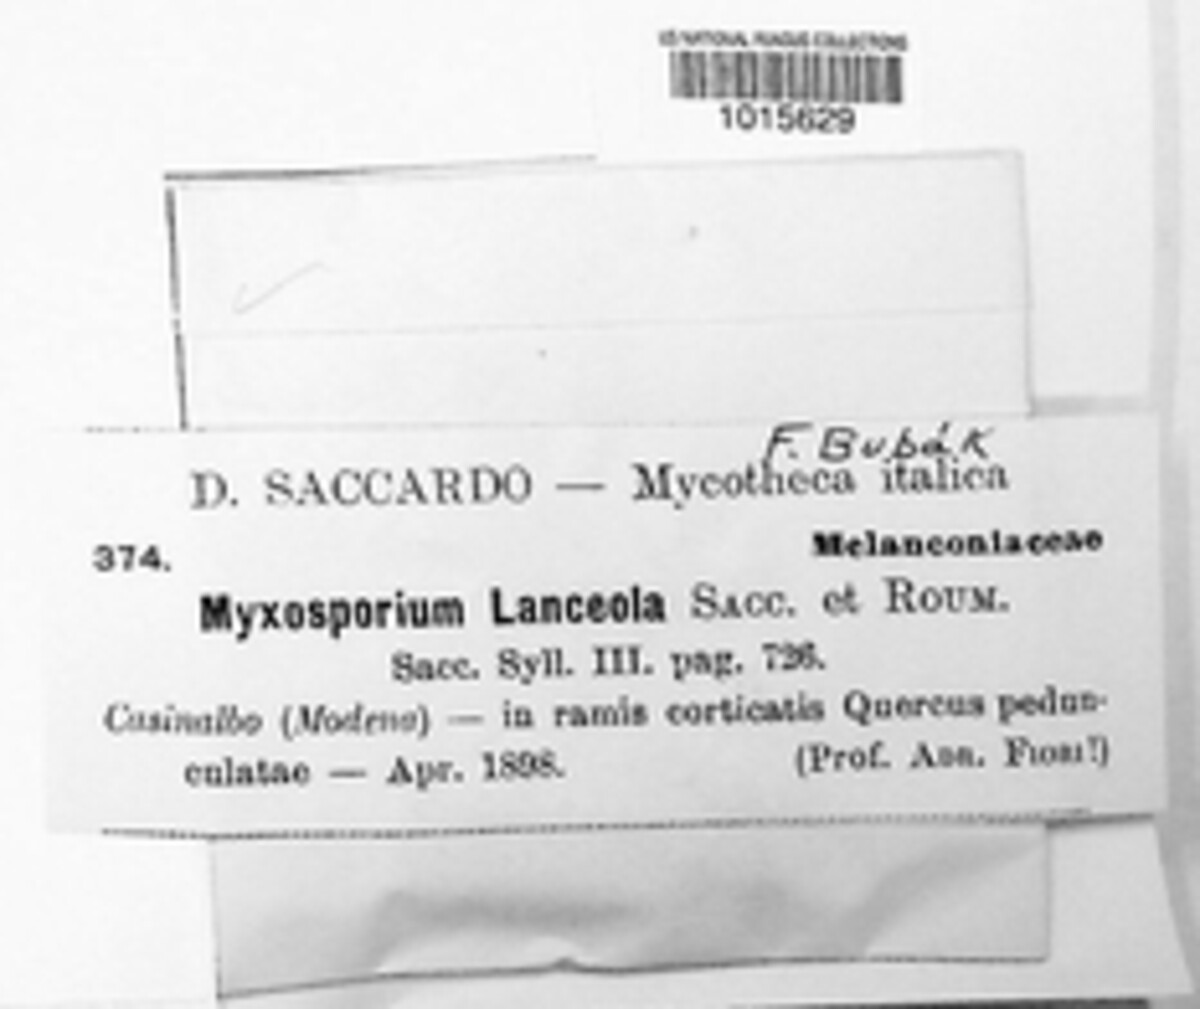 US NATIONAL FUNGUS COLLECTIONS
1015629
F. Bubák
D. SACCARDO — Mycotheca italica
374.
Melanconiaceae
Myxosporium Lanceola SACC. et ROUM.
Sacc. Syll. III. pag. 726.
Casinalbo (Modena) — in ramis corticatis Quercus pedun-
culatae — Apr. 1898. (Prof. ADR. FIORI!)